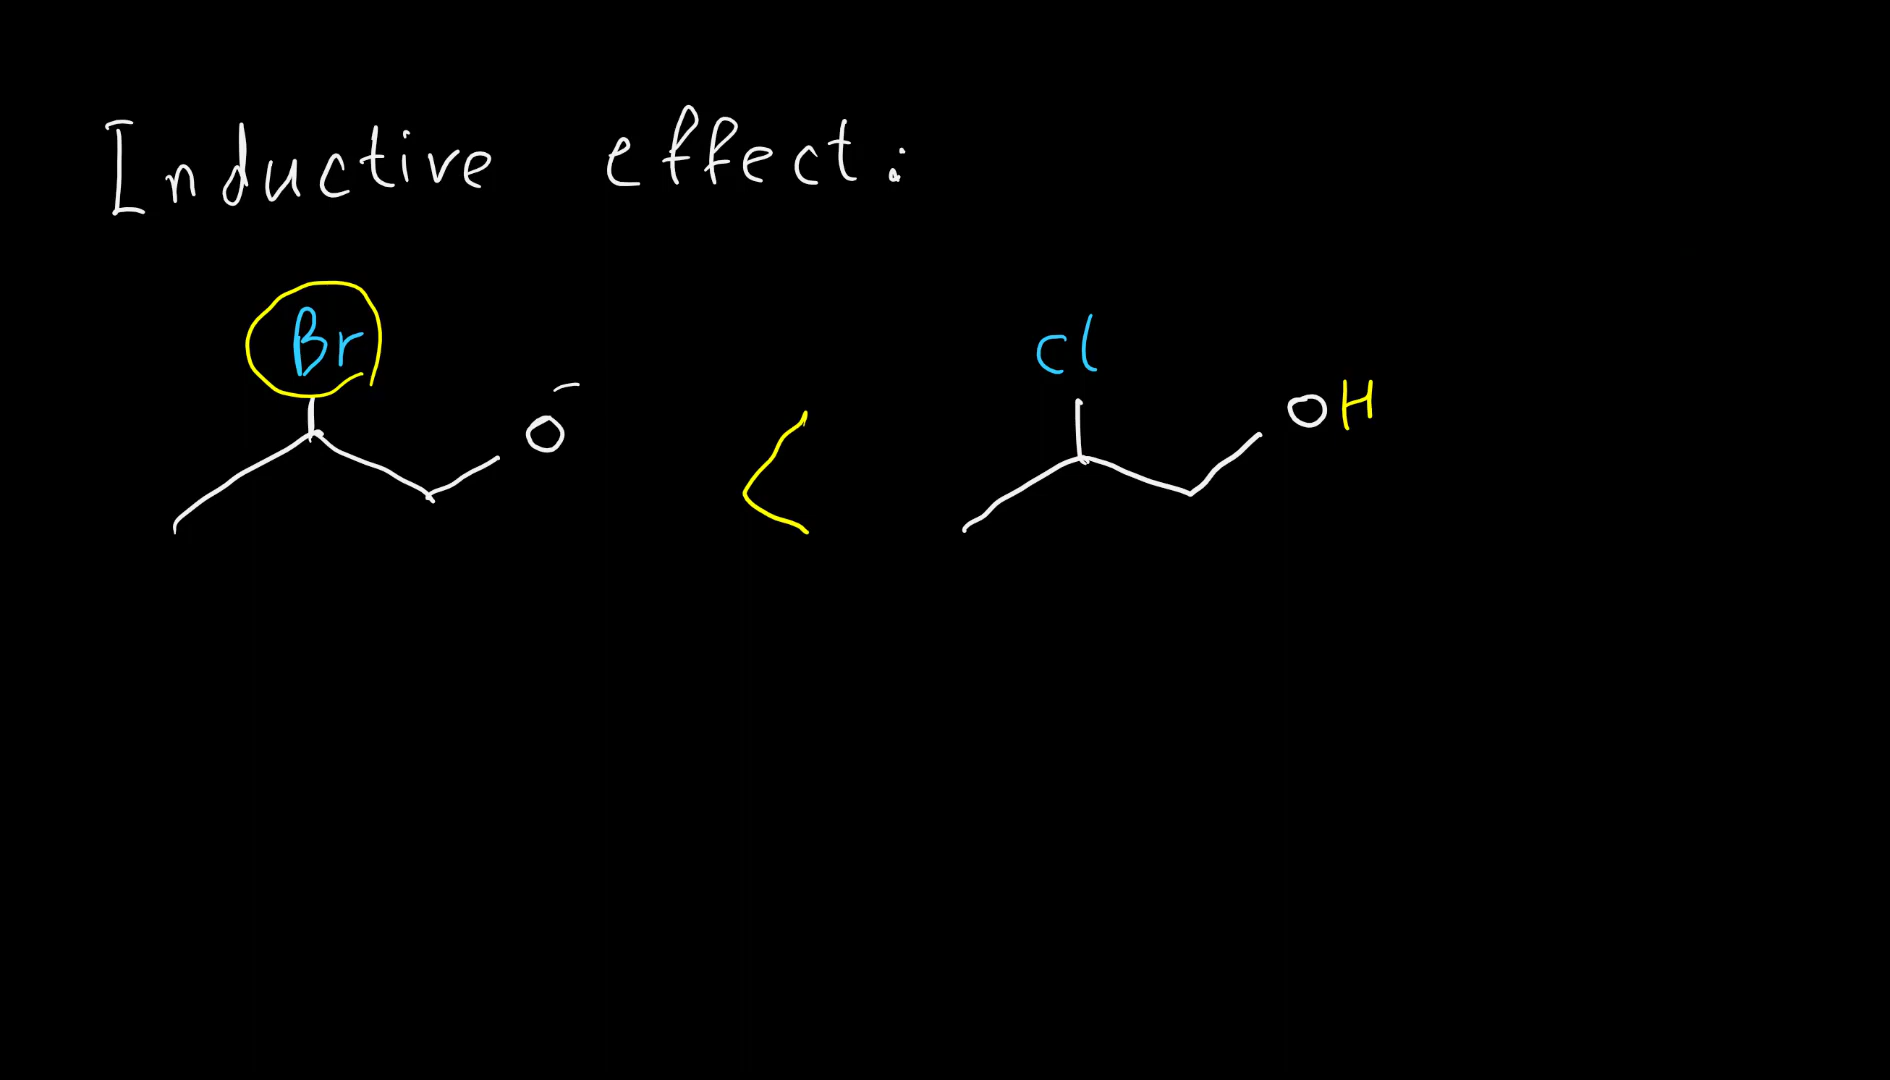 Inductive effect:
Br Cl
O⁻ < OH